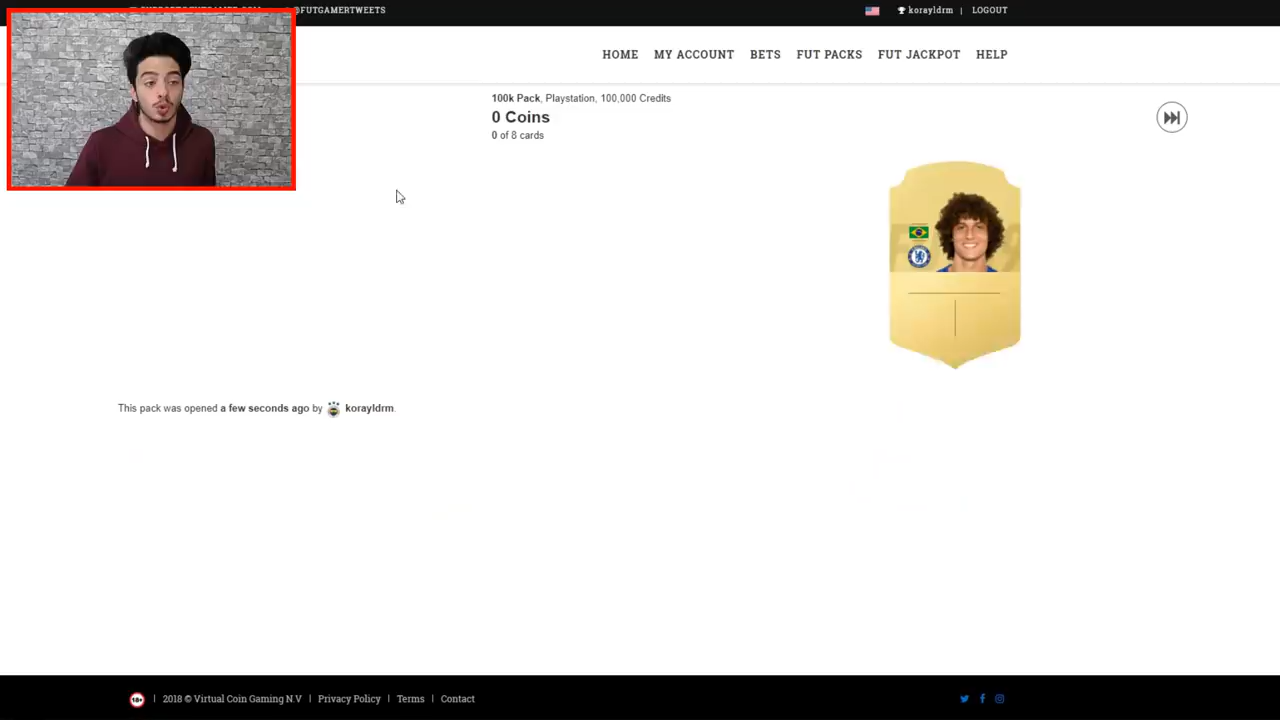 @FUTGAMERTWEETS
korayldrm | LOGOUT
HOME MY ACCOUNT BETS FUT PACKS FUT JACKPOT HELP
100k Pack, Playstation, 100,000 Credits
0 Coins
0 of 8 cards
This pack was opened a few seconds ago by korayldrm.
18+ | 2018 © Virtual Coin Gaming N.V | Privacy Policy | Terms | Contact